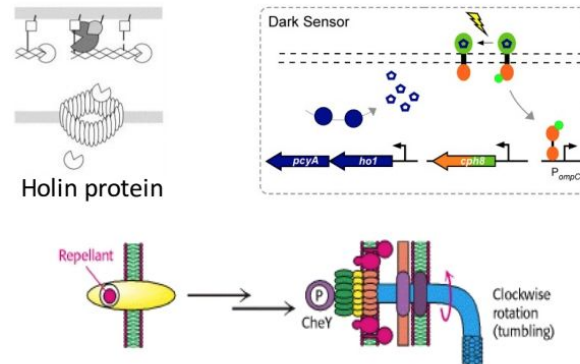 Dark Sensor
pcyA
ho1
cph8
PompC
Holin protein
Repellant
P
CheY
Clockwise
rotation
(tumbling)